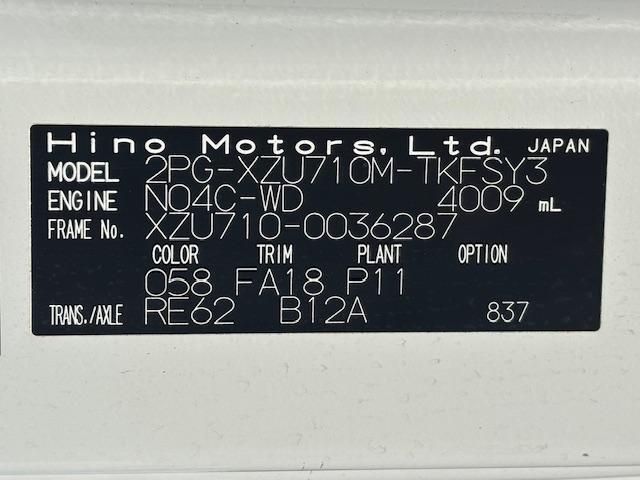 Hino Motors, Ltd. JAPAN
MODEL 2PG-XZU710M-TKFSY3
ENGINE N04C-WD 4009 mL
FRAME No. XZU710-0036287
COLOR TRIM PLANT OPTION
058 FA18 P11
TRANS./AXLE RE62 B12A 837